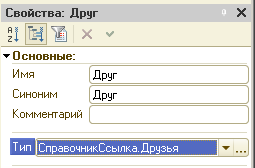 Свойства: Друг
Основные:
Имя Друг
Синоним Друг
Комментарий
Тип СправочникСсылка.Друзья ...